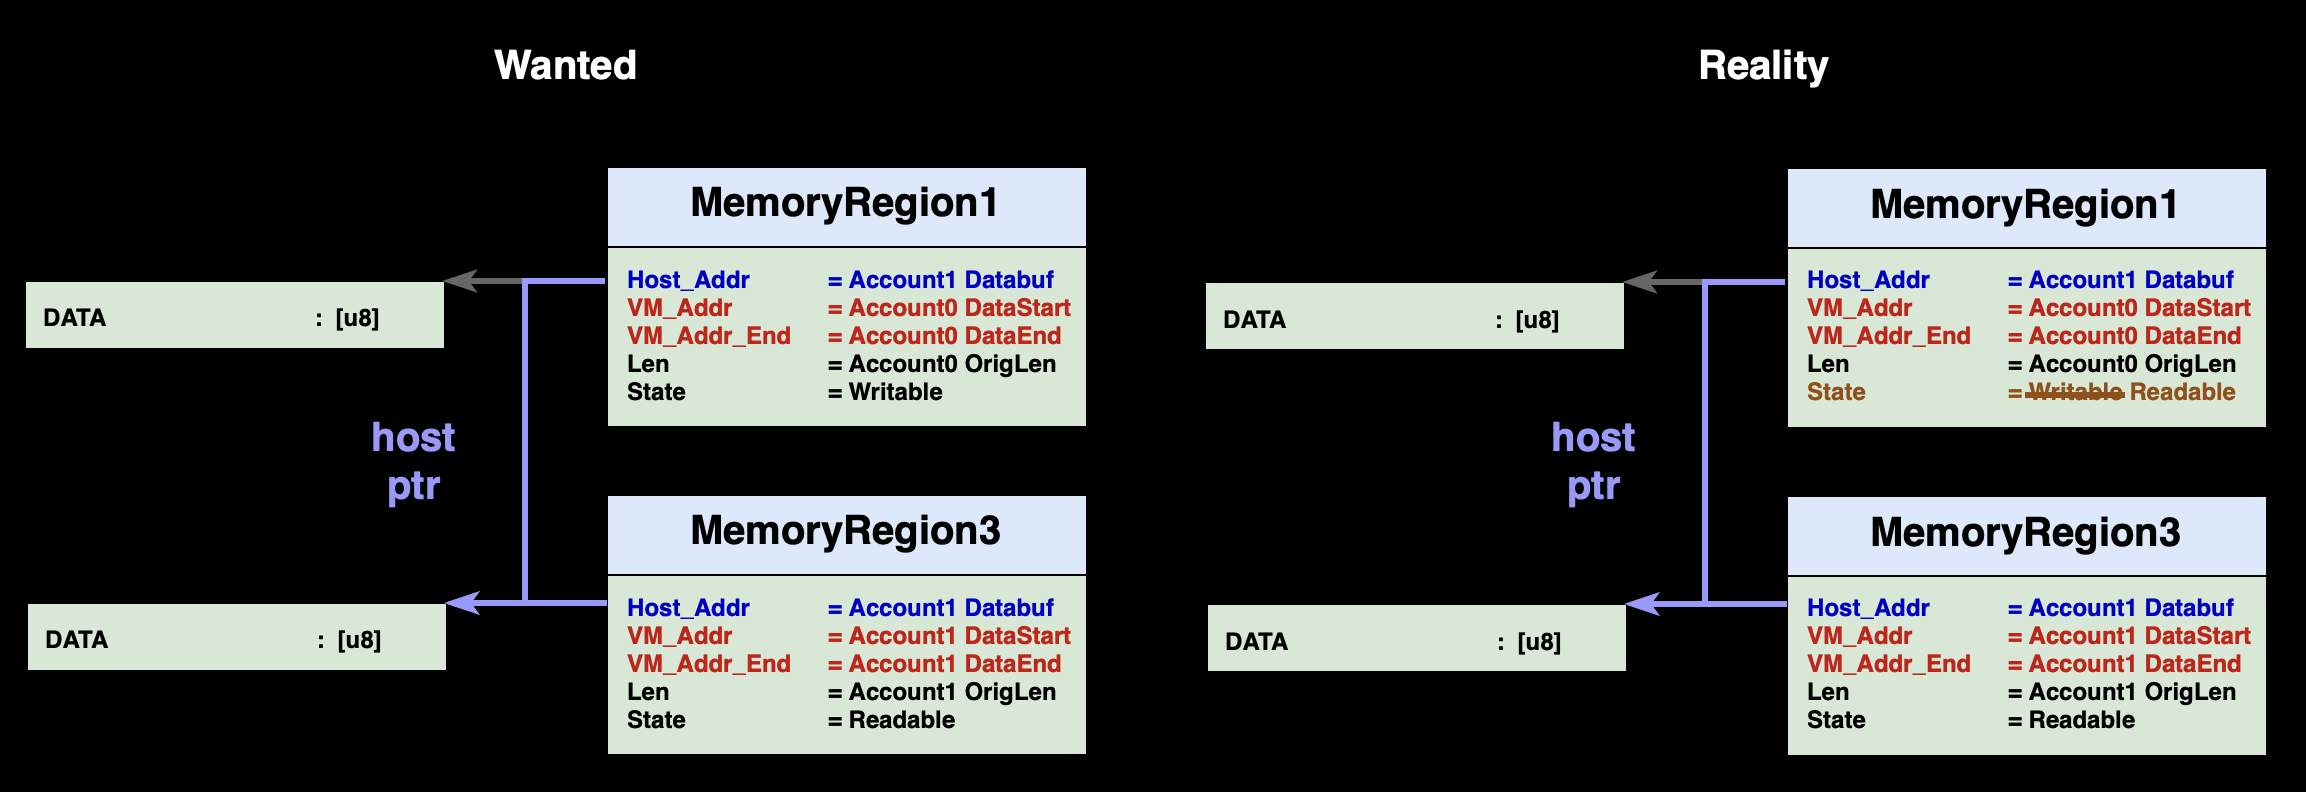 Wanted
MemoryRegion1
Host_Addr = Account1 Databuf
VM_Addr = Account0 DataStart
VM_Addr_End = Account0 DataEnd
Len = Account0 OrigLen
State = Writable
DATA : [u8]
host
ptr
MemoryRegion3
Host_Addr = Account1 Databuf
VM_Addr = Account1 DataStart
VM_Addr_End = Account1 DataEnd
Len = Account1 OrigLen
State = Readable
DATA : [u8]
Reality
MemoryRegion1
Host_Addr = Account1 Databuf
VM_Addr = Account0 DataStart
VM_Addr_End = Account0 DataEnd
Len = Account0 OrigLen
State = Writable Readable
DATA : [u8]
host
ptr
MemoryRegion3
Host_Addr = Account1 Databuf
VM_Addr = Account1 DataStart
VM_Addr_End = Account1 DataEnd
Len = Account1 OrigLen
State = Readable
DATA : [u8]